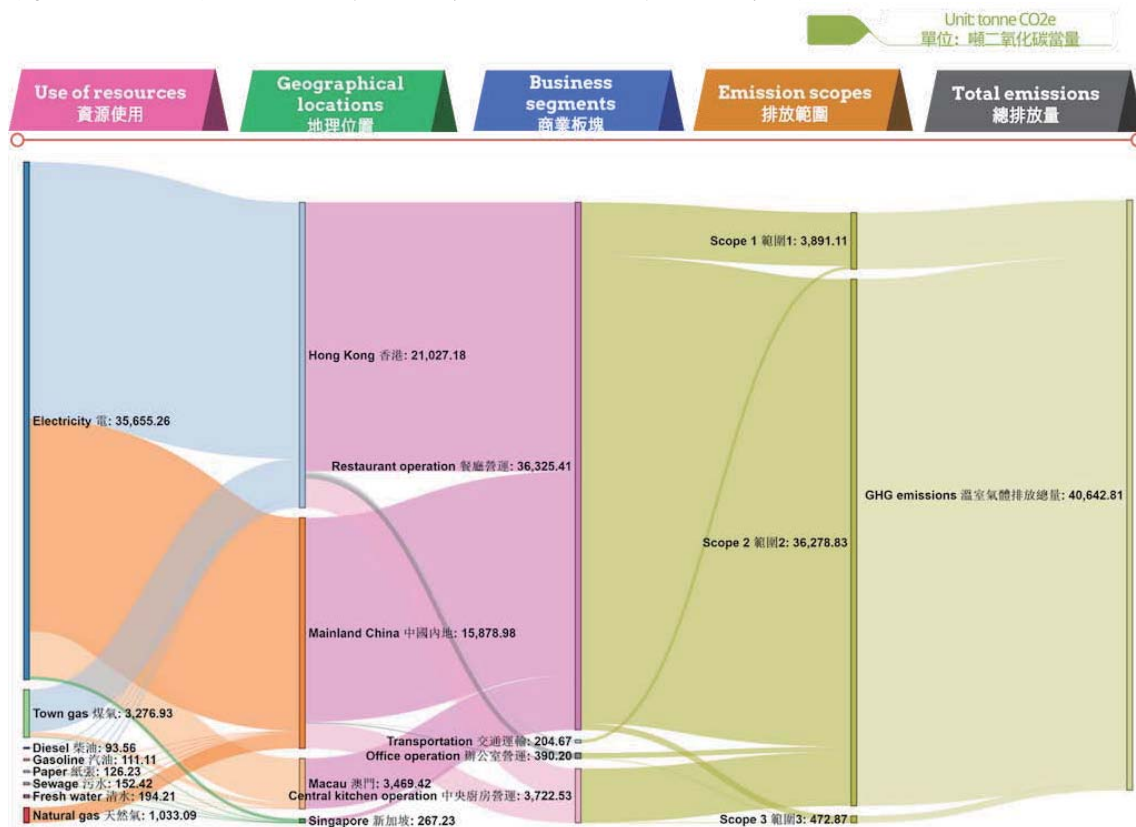 Unit: tonne CO2e
單位：噸二氧化碳當量
Use of resources
資源使用
Geographical
locations
地理位置
Business
segments
商業板塊
Emission scopes
排放範圍
Total emissions
總排放量
Electricity 電: 35,655.26
Town gas 煤氣: 3,276.93
Diesel 柴油: 93.56
Gasoline 汽油: 111.11
Paper 紙張: 126.23
Sewage 污水: 152.42
Fresh water 清水: 194.21
Natural gas 天然氣: 1,033.09
Hong Kong 香港: 21,027.18
Mainland China 中國內地: 15,878.98
Macau 澳門: 3,469.42
Singapore 新加坡: 267.23
Restaurant operation 餐廳營運: 36,325.41
Transportation 交通運輸: 204.67
Office operation 辦公室營運: 390.20
Central kitchen operation 中央廚房營運: 3,722.53
Scope 1 範圍1: 3,891.11
Scope 2 範圍2: 36,278.83
Scope 3 範圍3: 472.87
GHG emissions 溫室氣體排放總量: 40,642.81